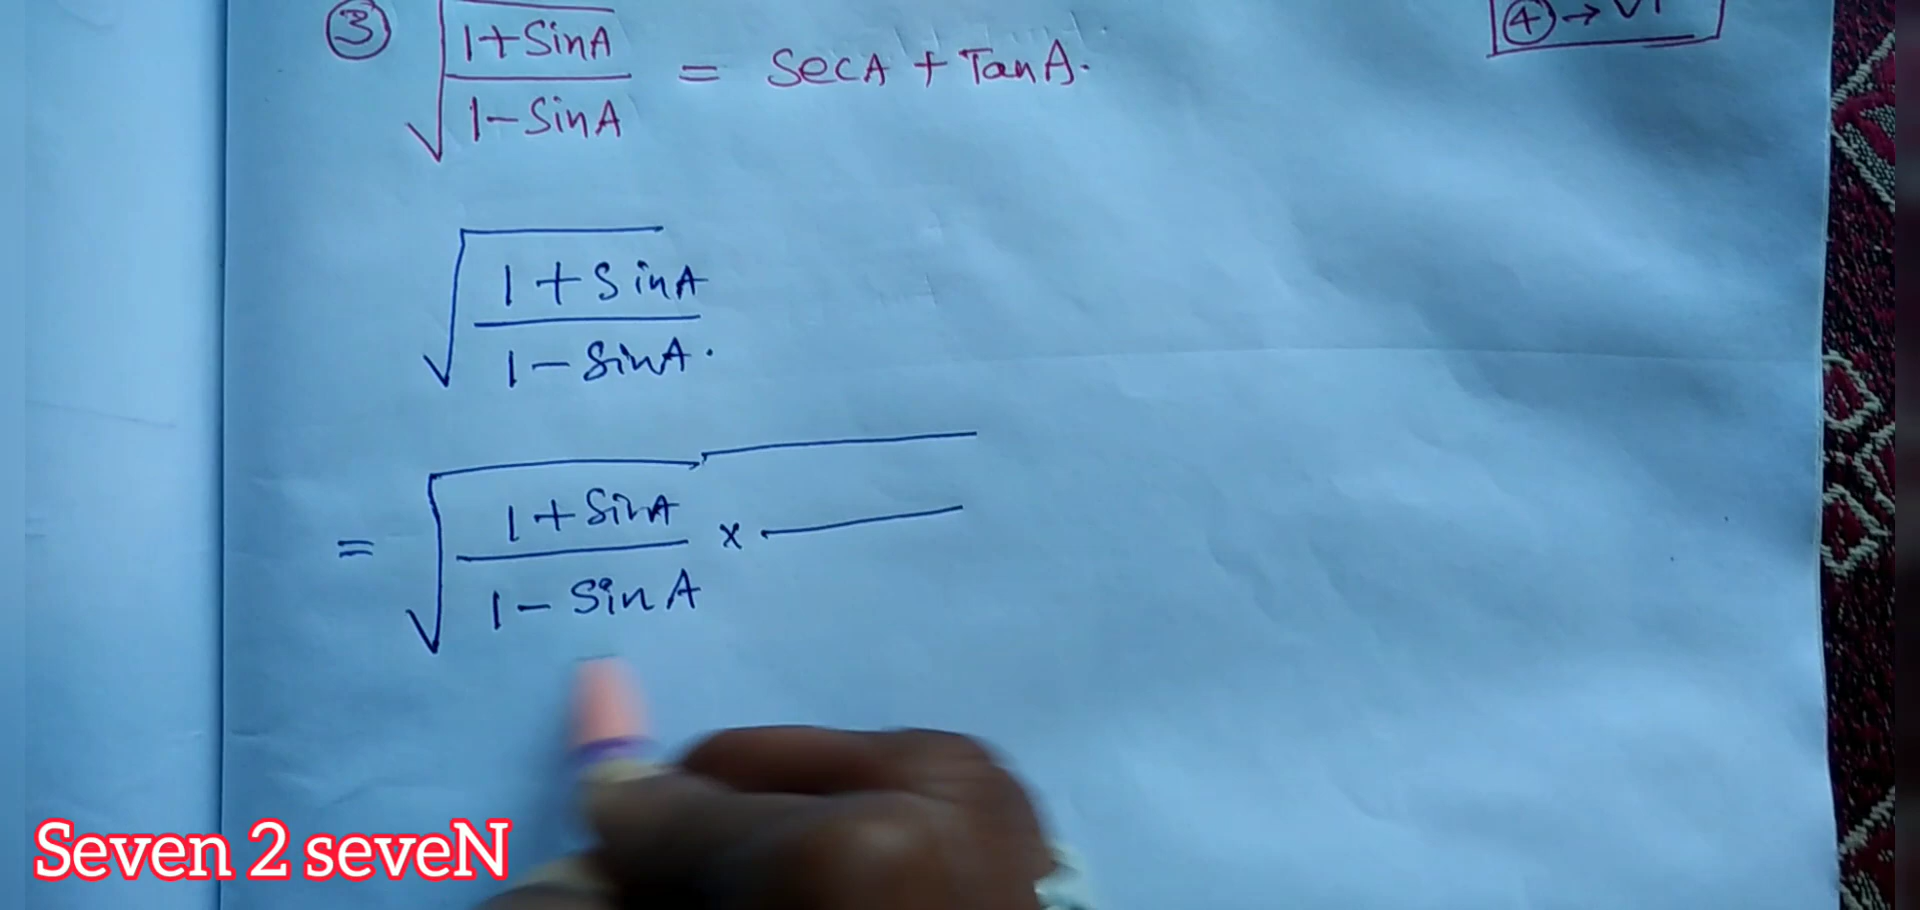 ③ √(1+SinA / 1-SinA) = SecA + TanA.
④→
√(1+SinA / 1-SinA.
= √(1+SinA / 1-SinA ×
Seven 2 seveN